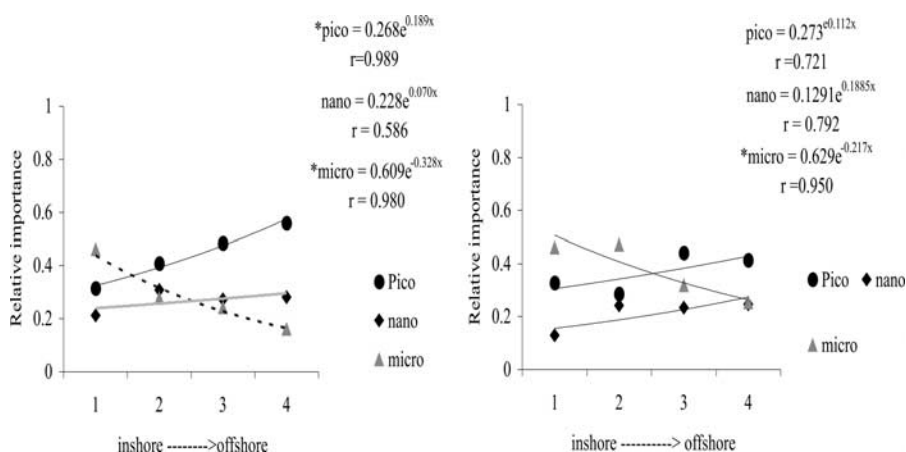 *pico = 0.268e^0.189x
r=0.989
nano = 0.228e^0.070x
r = 0.586
*micro = 0.609e^-0.328x
r = 0.980
Relative importance
1
0.8
0.6
0.4
0.2
0
1 2 3 4
inshore ------->offshore
Pico
nano
micro
pico = 0.273^e0.112x
r =0.721
nano = 0.1291e^0.1885x
r = 0.792
*micro = 0.629e^-0.217x
r =0.950
Relative importance
1
0.8
0.6
0.4
0.2
0
1 2 3 4
inshore ---------->offshore
Pico nano
micro